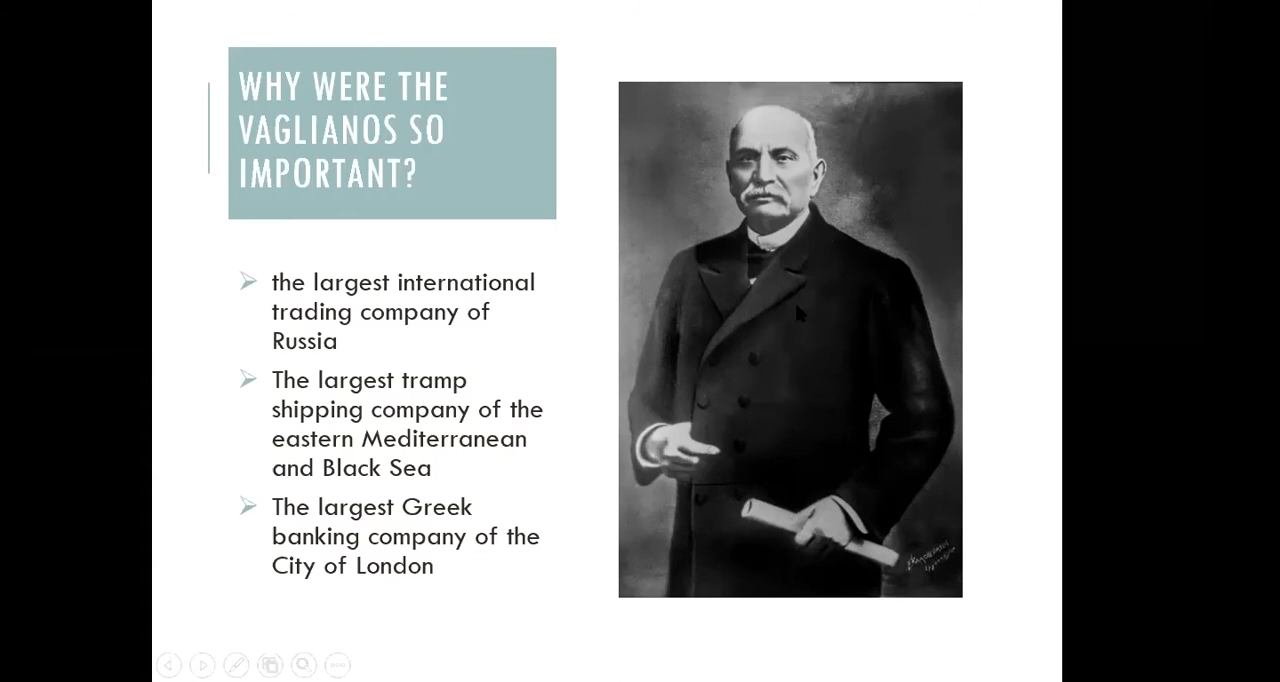 WHY WERE THE
VAGLIANOS SO
IMPORTANT?
the largest international
trading company of
Russia
The largest tramp
shipping company of the
eastern Mediterranean
and Black Sea
The largest Greek
banking company of the
City of London